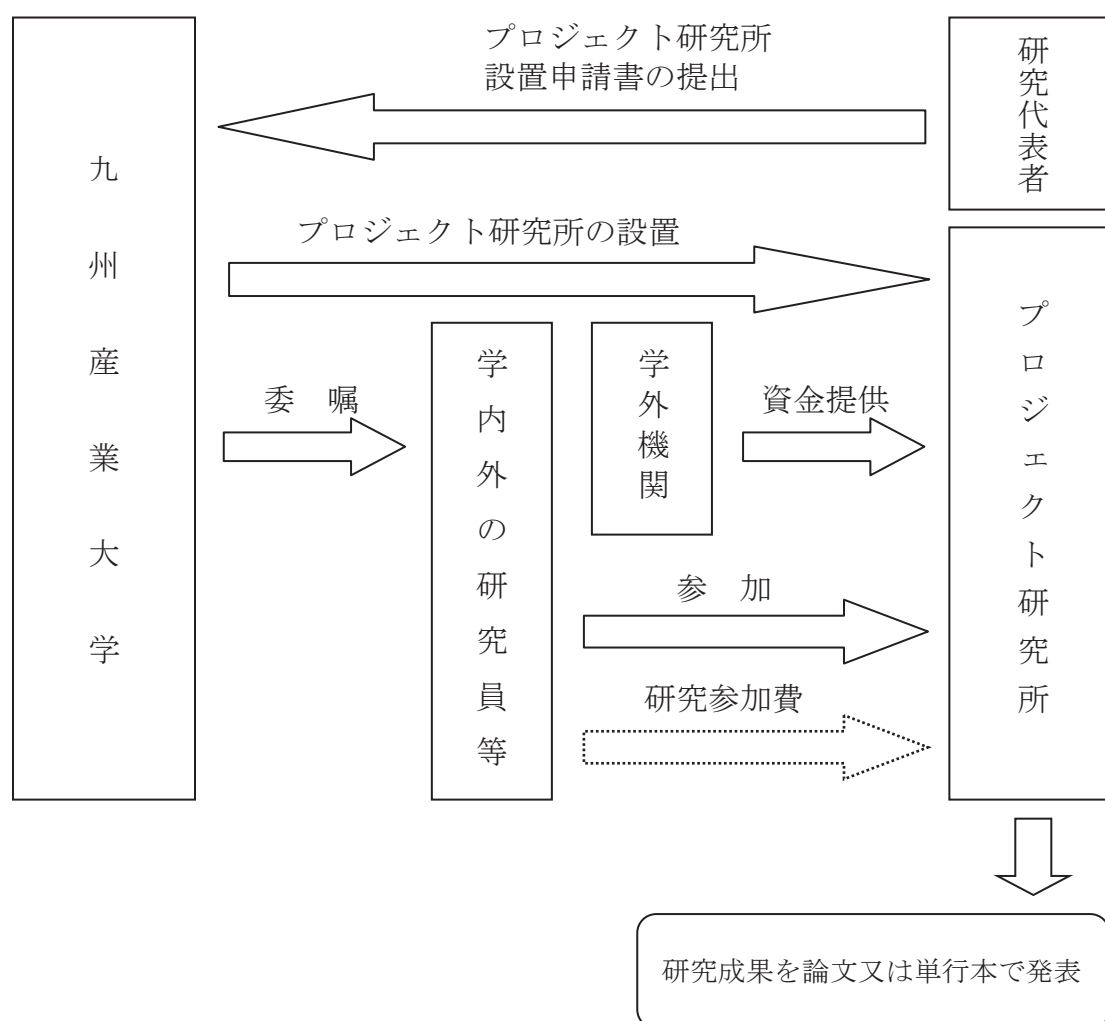 プロジェクト研究所
設置申請書の提出
研究代表者
九州産業大学
プロジェクト研究所の設置
プロジェクト研究所
委　嘱
学内外の研究員等
学外機関
資金提供
参　加
研究参加費
研究成果を論文又は単行本で発表